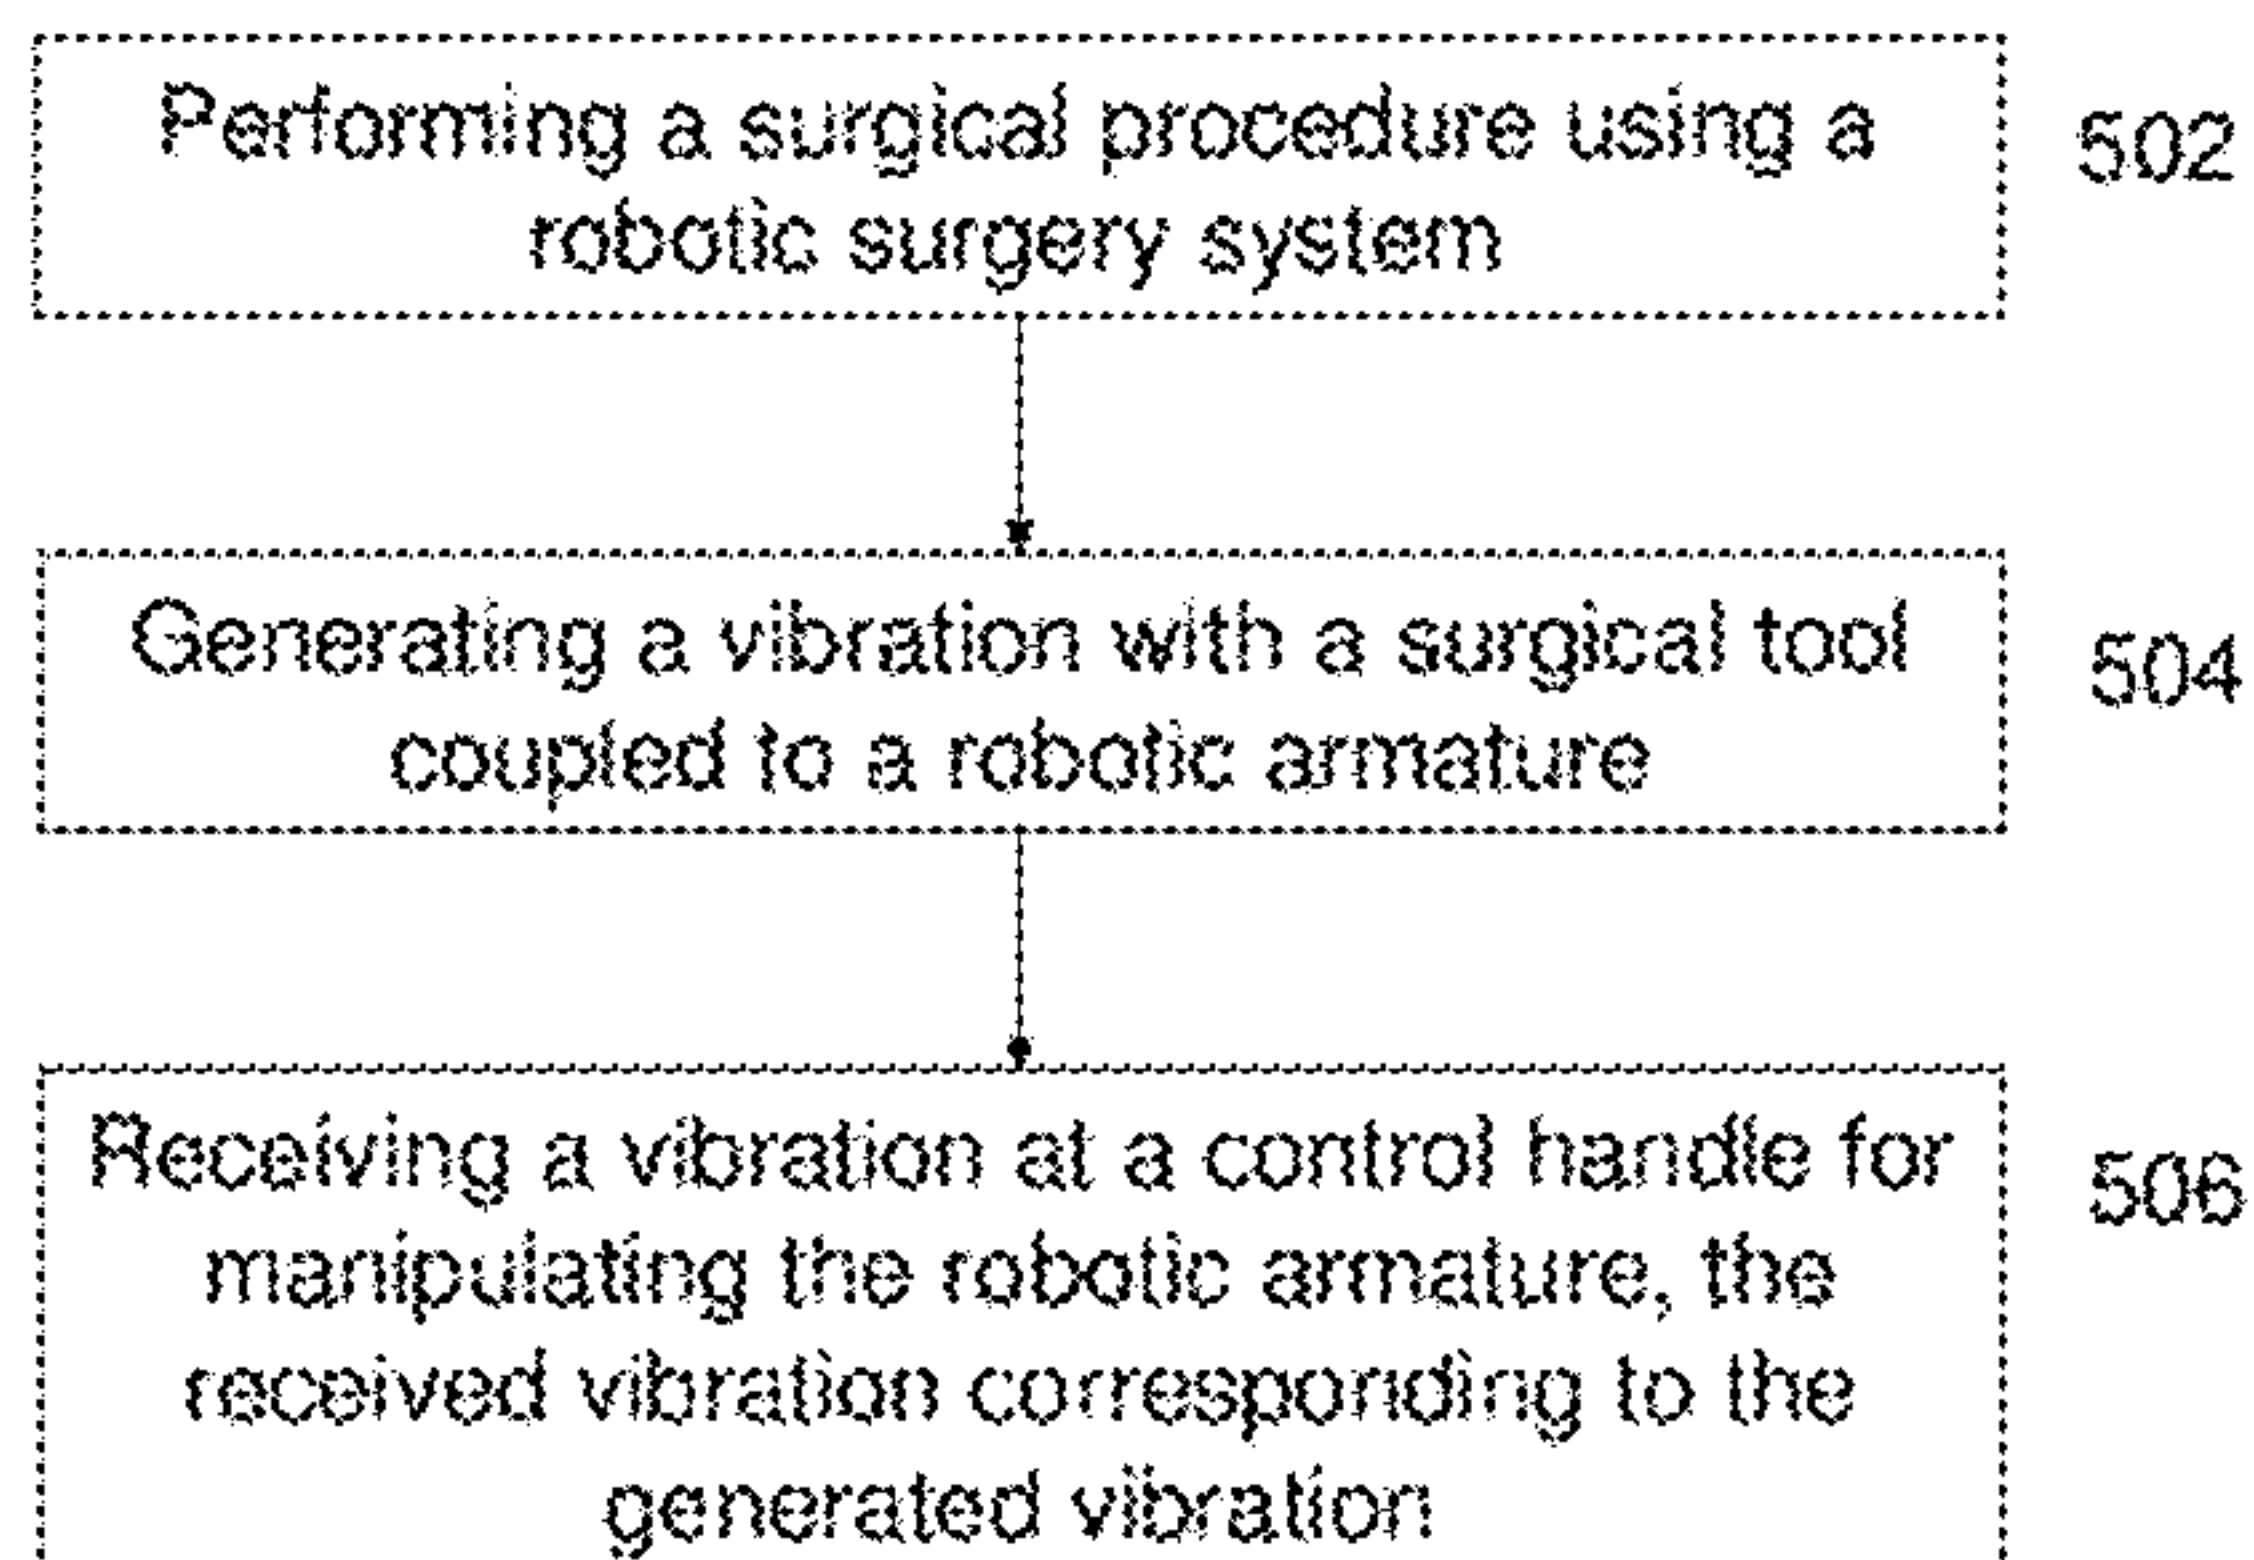 Performing a surgical procedure using a
robotic surgery system
502
Generating a vibration with a surgical tool
coupled to a robotic armature
504
Receiving a vibration at a control handle for
manipulating the robotic armature, the
received vibration corresponding to the
generated vibration
506